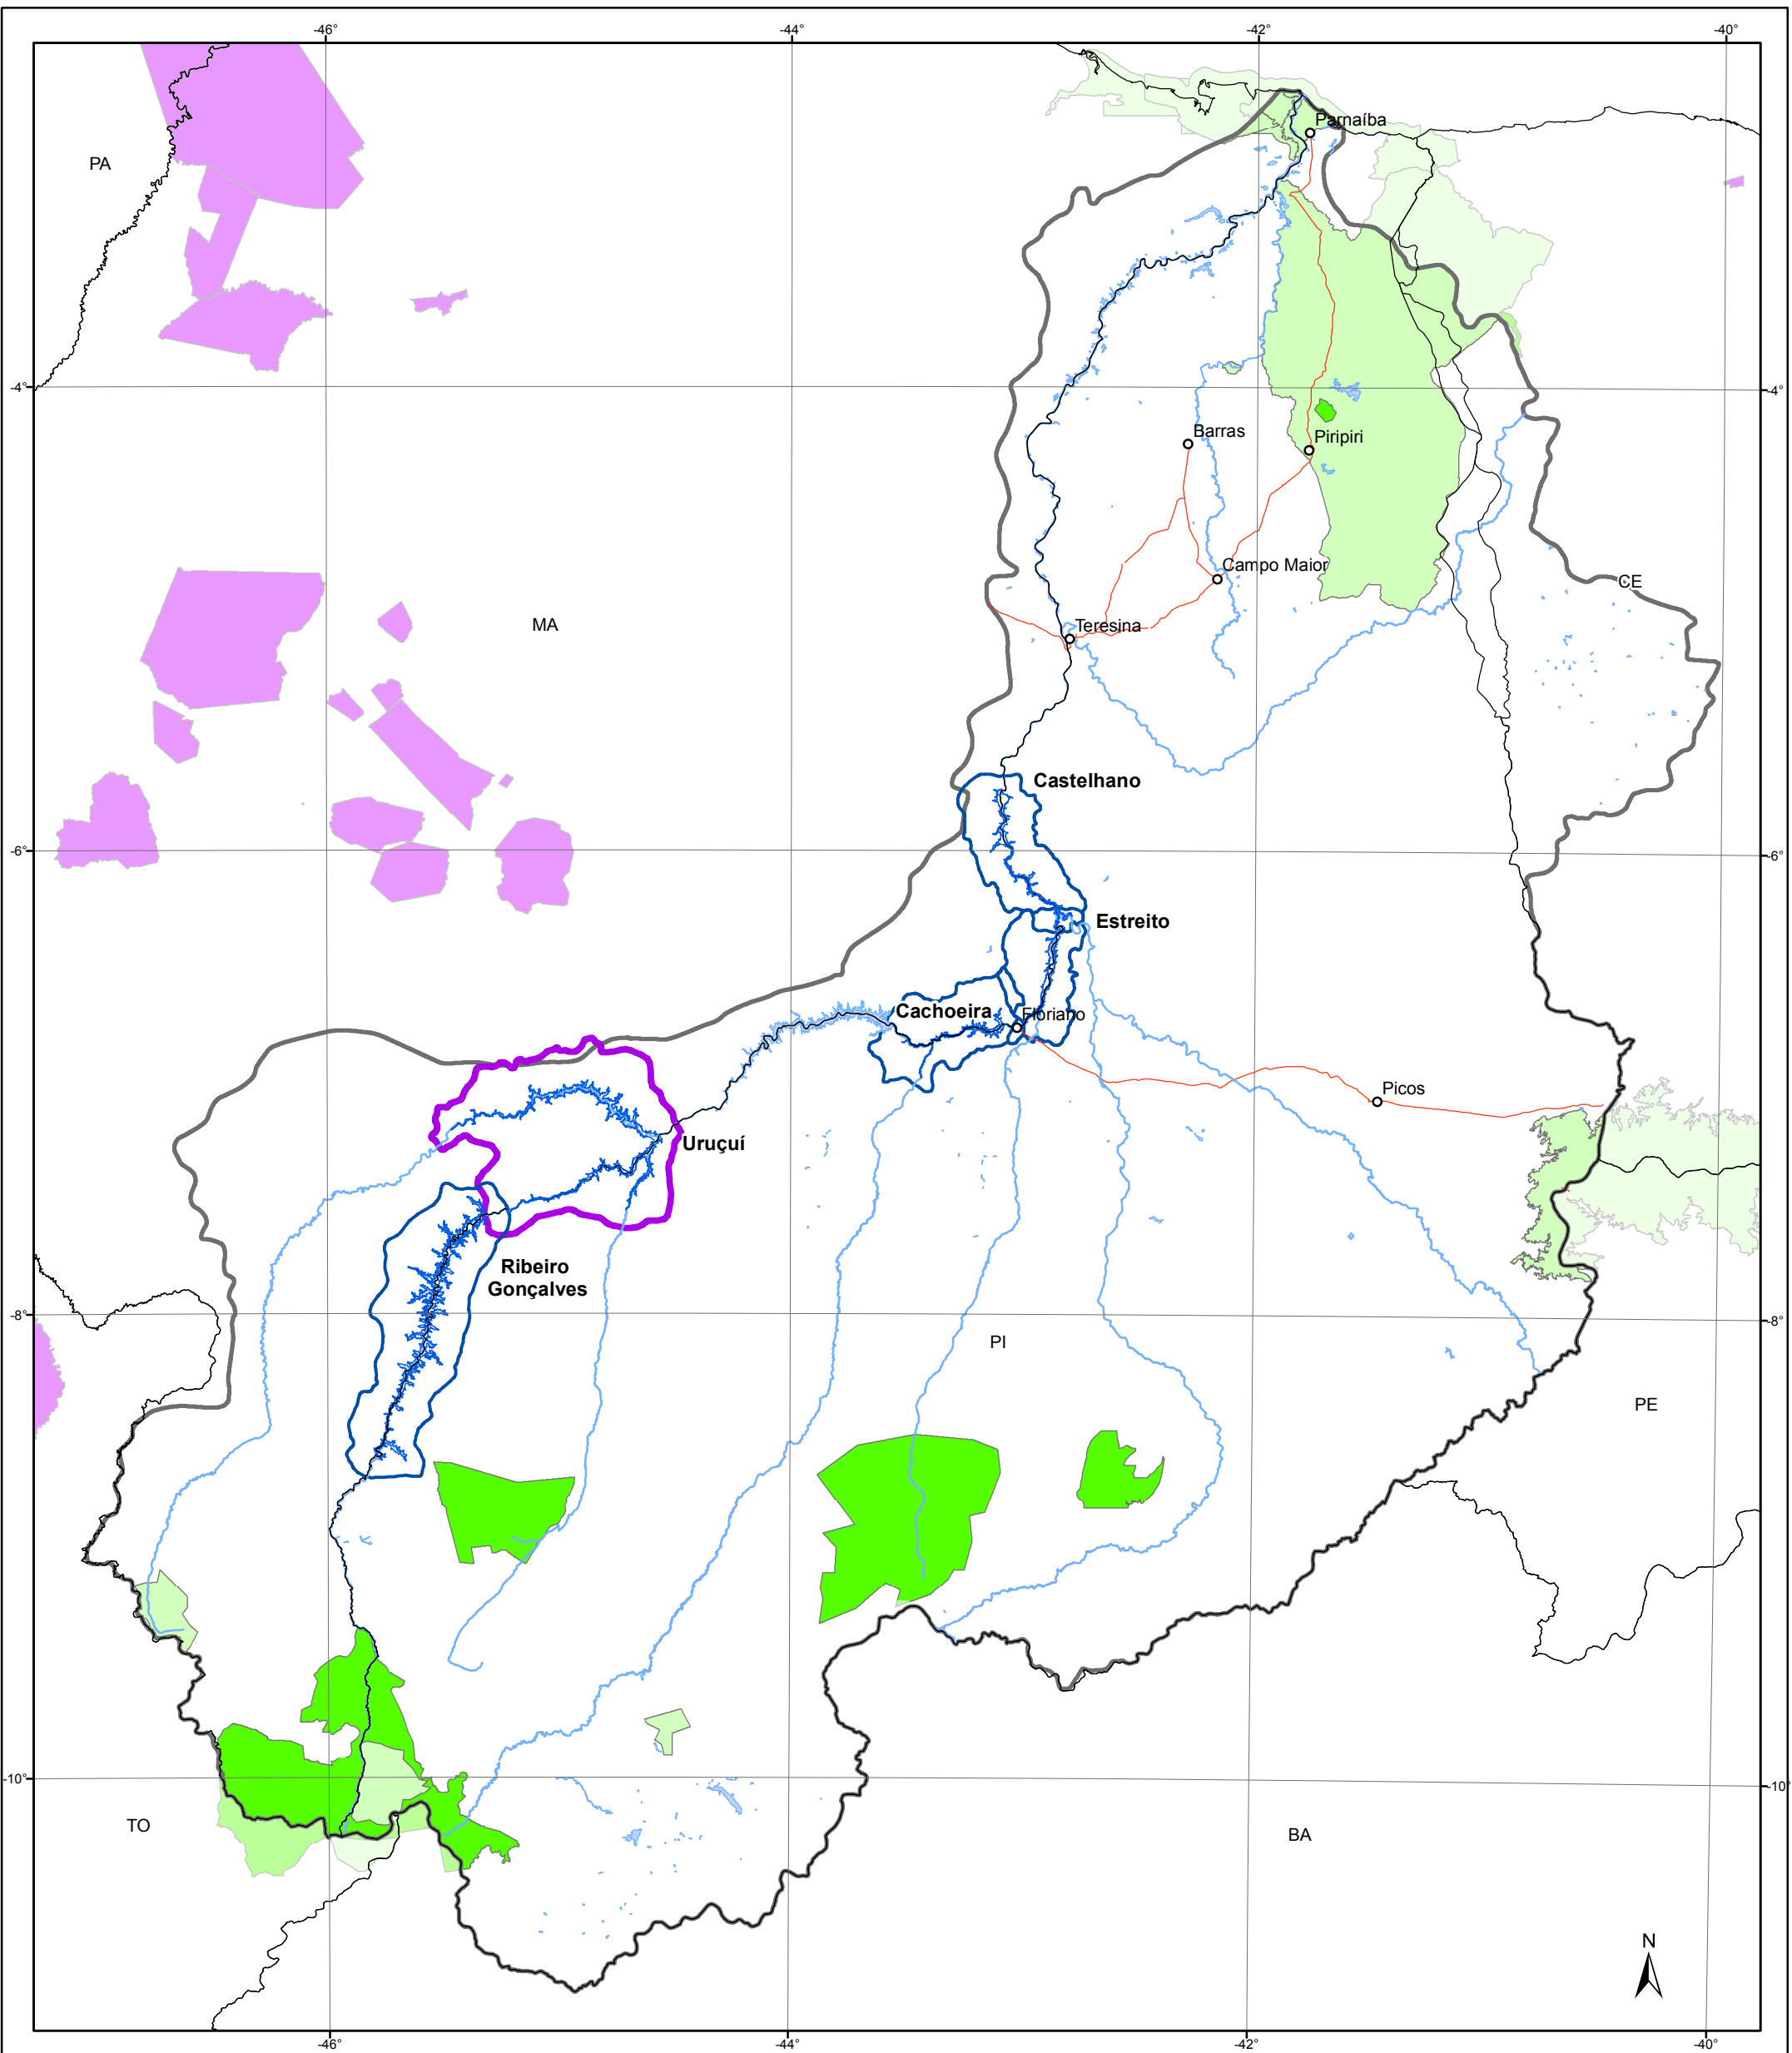 -46°
-44°
-42°
-40°
Parnaíba
PA
-4°
-4°
Barras
Piripiri
Campo Maior
CE
MA
Teresina
Castelhano
-6°
-6°
Estreito
Cachoeira
Floriano
Picos
Uruçuí
Ribeiro
Gonçalves
-8°
-8°
PI
PE
-10°
-10°
TO
BA
N
-46°
-44°
-42°
-40°